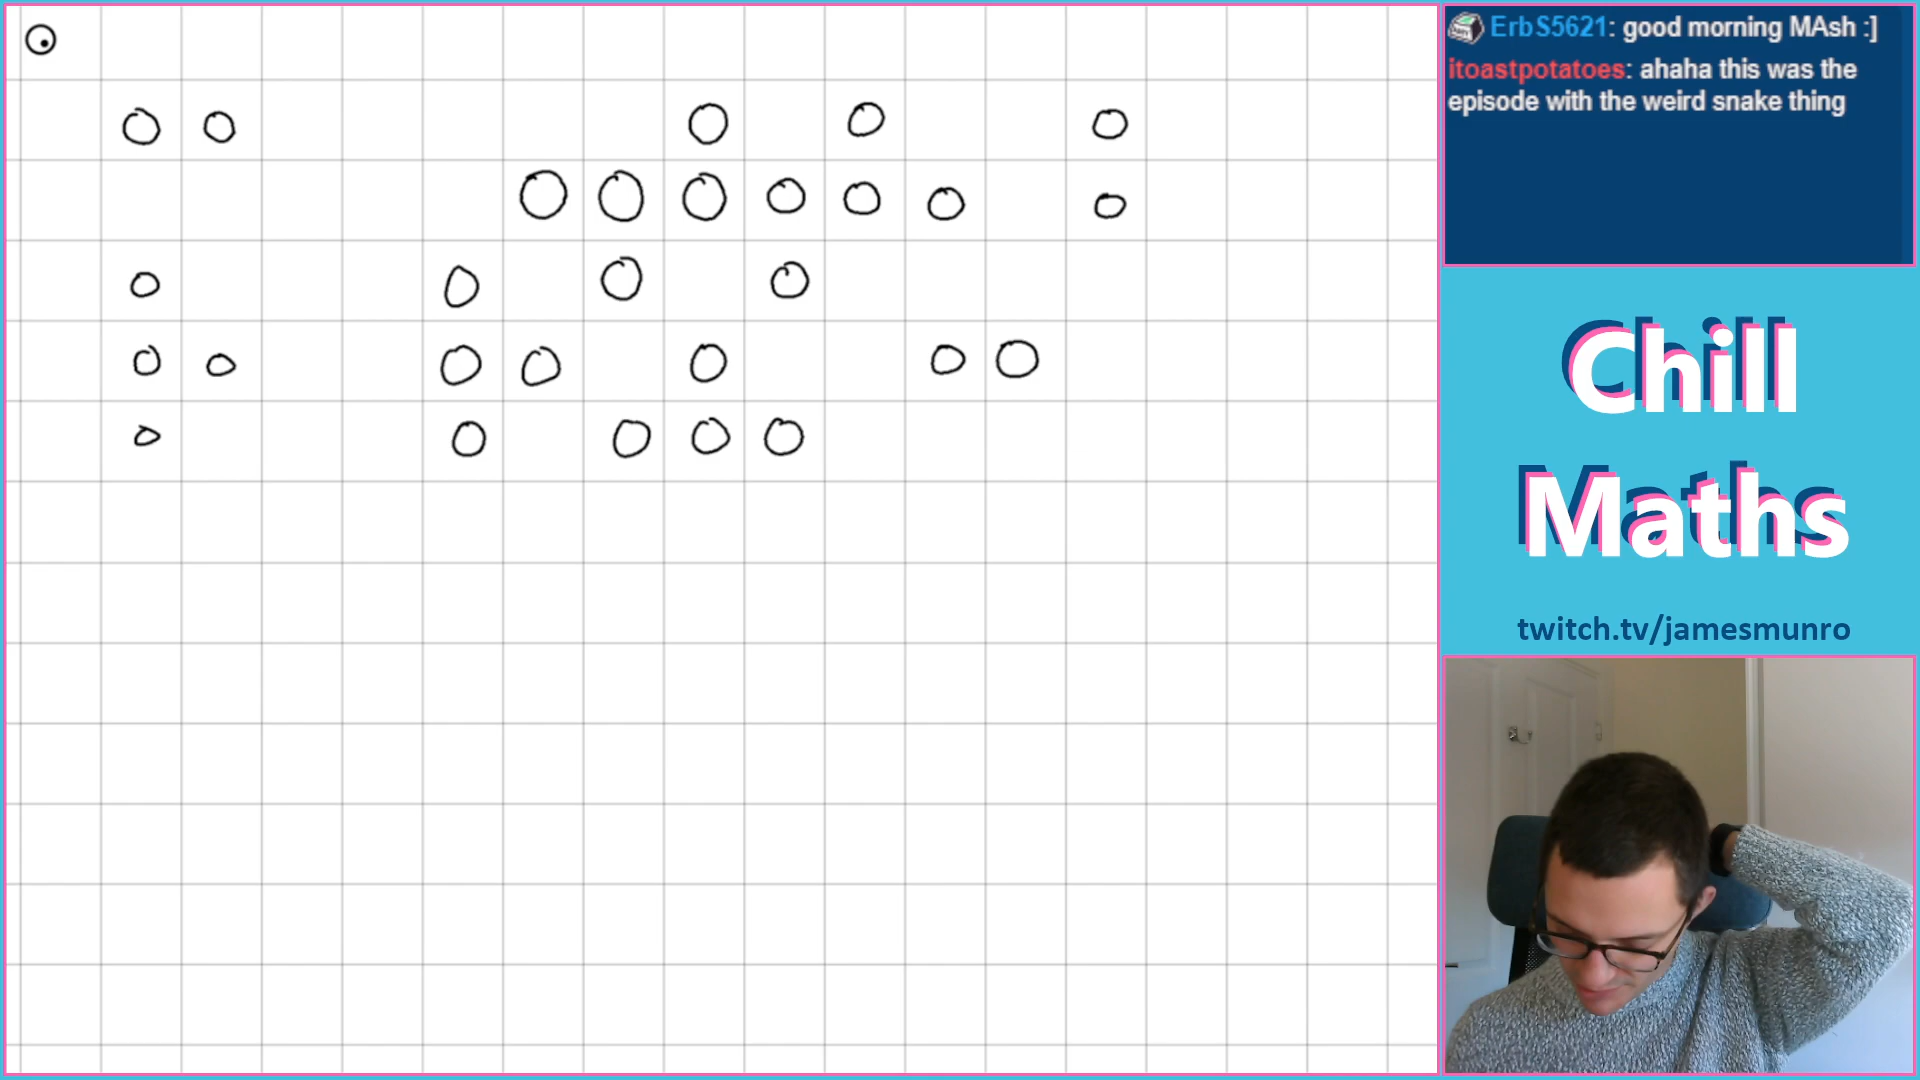 ErbS5621: good morning MAsh :]
itoastpotatoes: ahaha this was the
episode with the weird snake thing
Chill
Maths
twitch.tv/jamesmunro